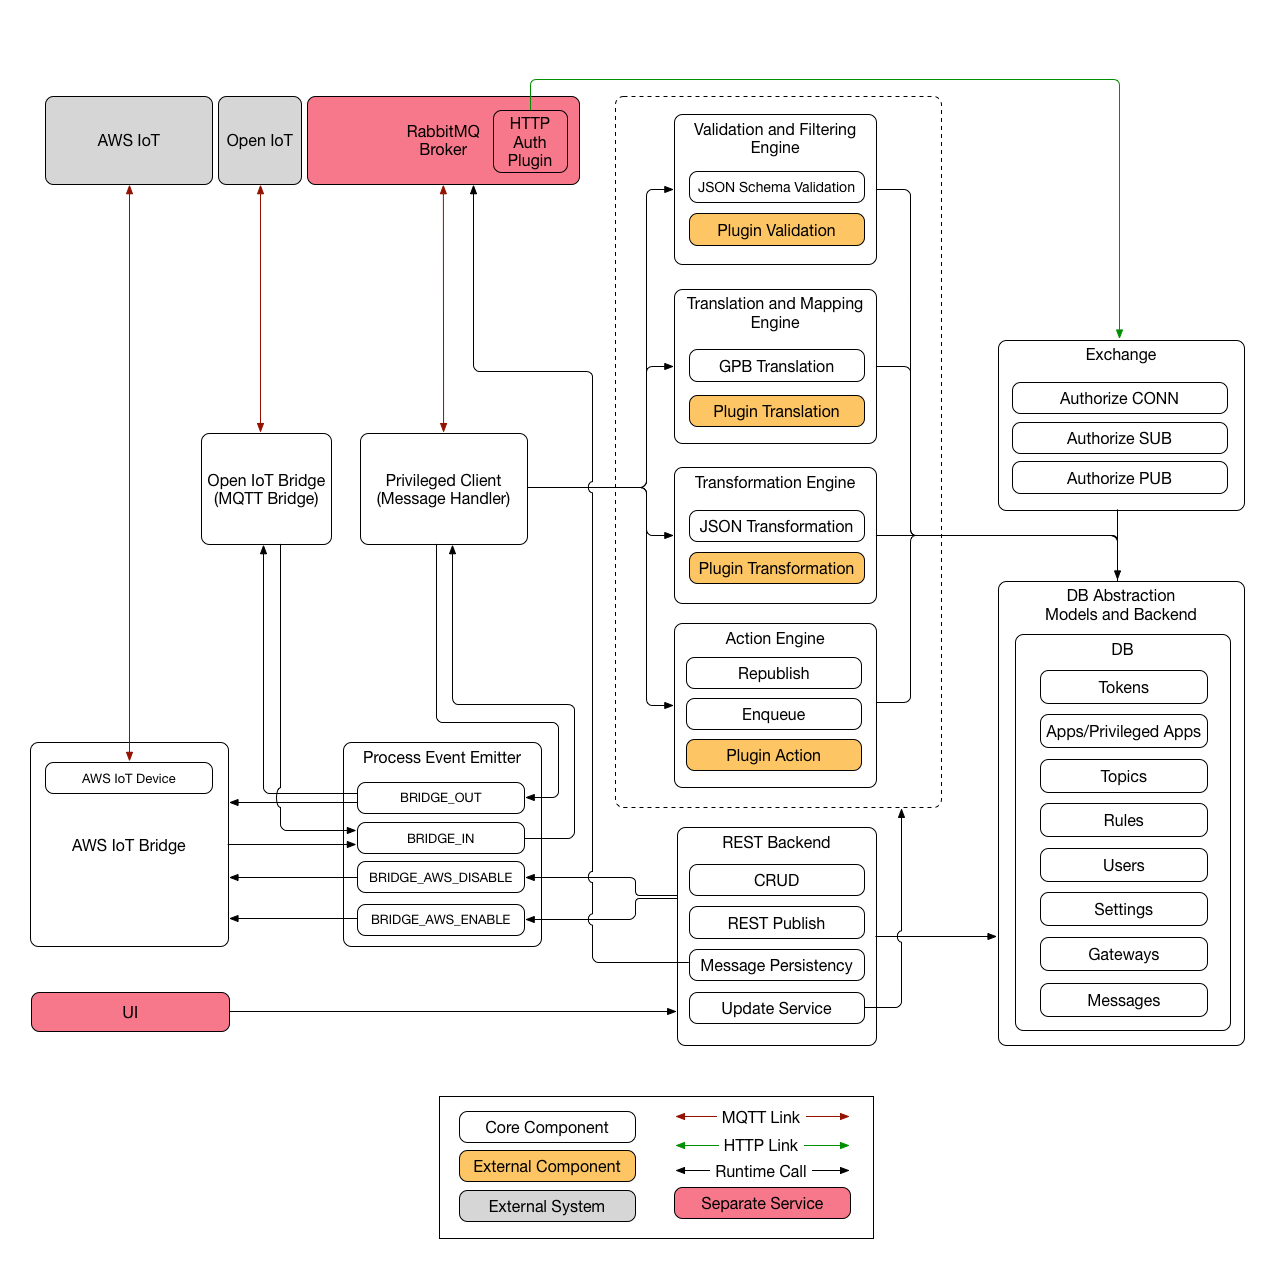 AWS IoT
Open IoT
RabbitMQ
Broker
HTTP
Auth
Plugin
Validation and Filtering
Engine
JSON Schema Validation
Plugin Validation
Translation and Mapping
Engine
GPB Translation
Plugin Translation
Exchange
Authorize CONN
Authorize SUB
Authorize PUB
Open IoT Bridge
(MQTT Bridge)
Privileged Client
(Message Handler)
Transformation Engine
JSON Transformation
Plugin Transformation
Action Engine
Republish
Enqueue
Plugin Action
DB Abstraction
Models and Backend
DB
Tokens
Apps/Privileged Apps
Topics
Rules
Users
Settings
Gateways
Messages
AWS IoT Device
AWS IoT Bridge
Process Event Emitter
BRIDGE_OUT
BRIDGE_IN
BRIDGE_AWS_DISABLE
BRIDGE_AWS_ENABLE
REST Backend
CRUD
REST Publish
Message Persistency
Update Service
UI
Core Component
External Component
External System
MQTT Link
HTTP Link
Runtime Call
Separate Service